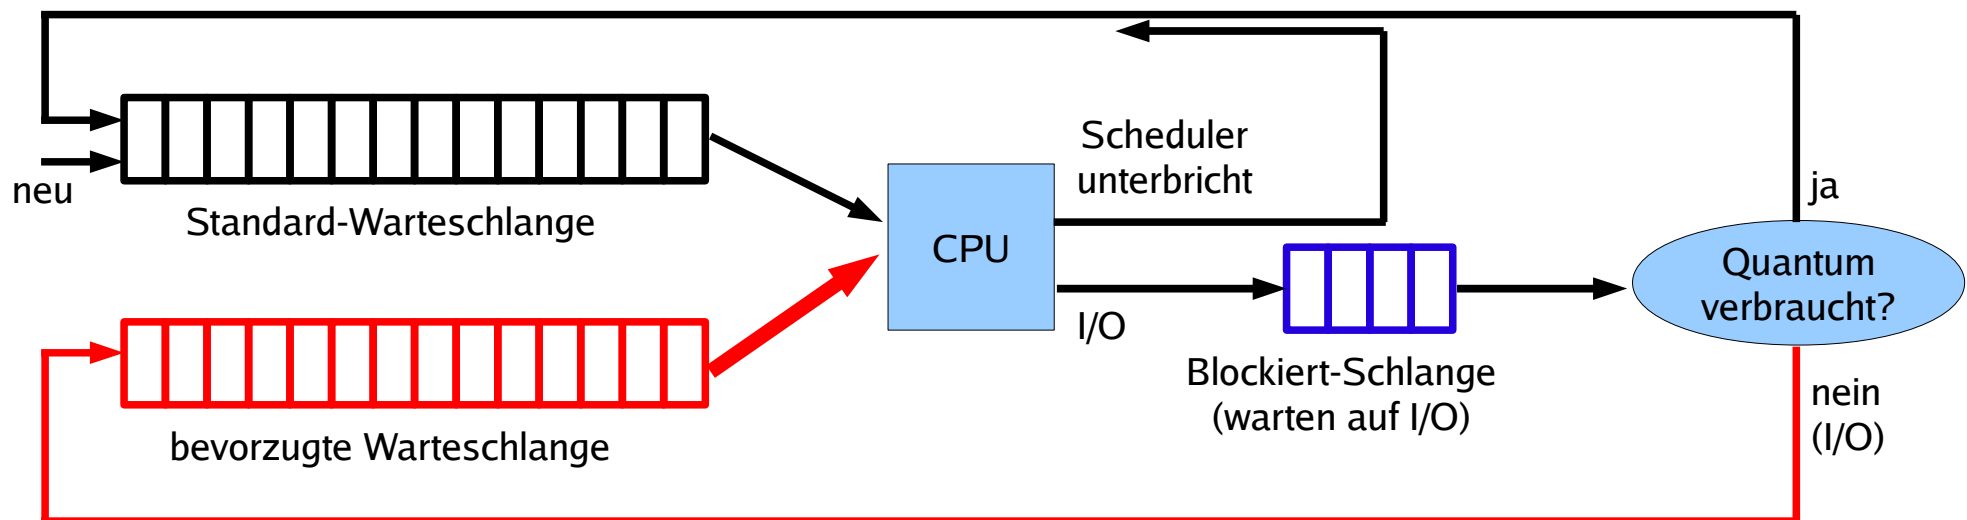 neu
Standard-Warteschlange
bevorzugte Warteschlange
CPU
Scheduler
unterbricht
I/O
Blockiert-Schlange
(warten auf I/O)
ja
Quantum
verbraucht?
nein
(I/O)